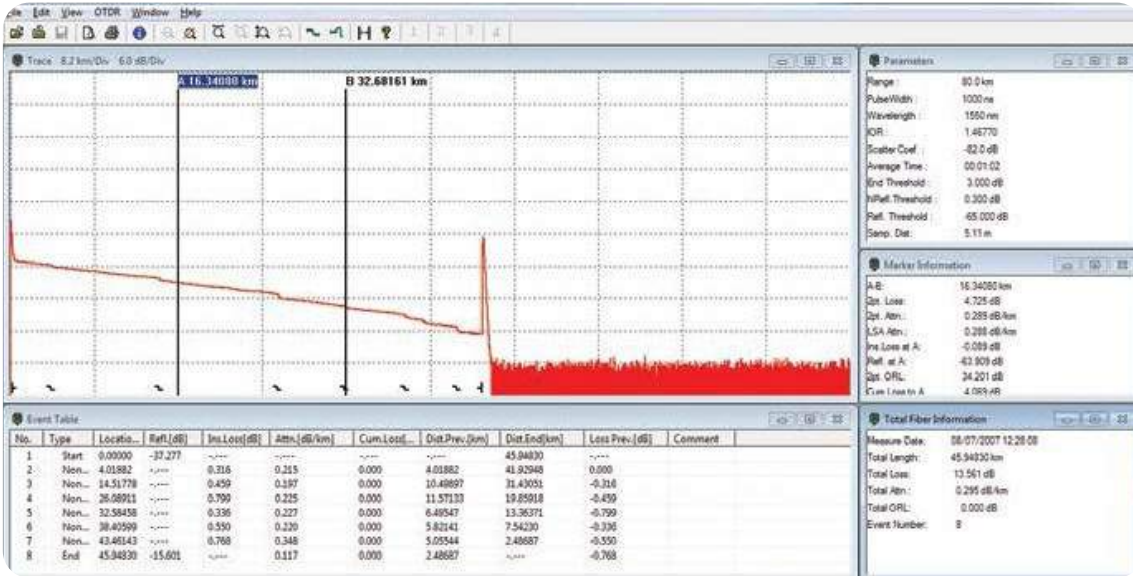 Edit View OTDR Window Help
Trace 8.2 km/Div 6.0 dB/Div
A 16.34080 km
B 32.68161 km
Parameters
Range : 80.0 km
PulseWidth : 1000 ns
Wavelength : 1550 nm
IOR : 1.46770
Scatter Coef. : -82.0 dB
Average Time : 00:01:02
End Threshold : 3.000 dB
NRefl.Threshold : 0.300 dB
Refl. Threshold : -65.000 dB
Samp. Dist: 5.11 m
Marker Information
A-B: 16.34080 km
2pt. Loss: 4.725 dB
2pt. Attn.: 0.289 dB/km
LSA Attn.: 0.288 dB/km
Ins.Loss at A: -0.089 dB
Refl. at A: -63.909 dB
2pt. ORL: 34.201 dB
Cum.Loss to A 4.089 dB
Event Table
No. Type Locatio... Refl.[dB] Ins.Loss[dB] Attn.[dB/km] Cum.Loss[... Dist.Prev.[km] Dist.End[km] Loss Prev.[dB] Comment
1 Start 0.00000 -37.277 -.--- -.--- -.--- -.--- 45.94830 -.---
2 Non... 4.01882 -.--- 0.316 0.215 0.000 4.01882 41.92948 0.000
3 Non... 14.51778 -.--- 0.459 0.197 0.000 10.49897 31.43051 -0.316
4 Non... 26.08911 -.--- 0.799 0.225 0.000 11.57133 19.85918 -0.459
5 Non... 32.58458 -.--- 0.336 0.227 0.000 6.49547 13.36371 -0.799
6 Non... 38.40599 -.--- 0.550 0.220 0.000 5.82141 7.54230 -0.336
7 Non... 43.46143 -.--- 0.768 0.348 0.000 5.05544 2.48687 -0.550
8 End 45.94830 -15.601 -.--- 0.117 0.000 2.48687 -.--- -0.768
Total Fiber Information
Measure Date: 08/07/2007 12:28:08
Total Length: 45.94830 km
Total Loss: 13.561 dB
Total Attn.: 0.295 dB/km
Total ORL: 0.000 dB
Event Number: 8